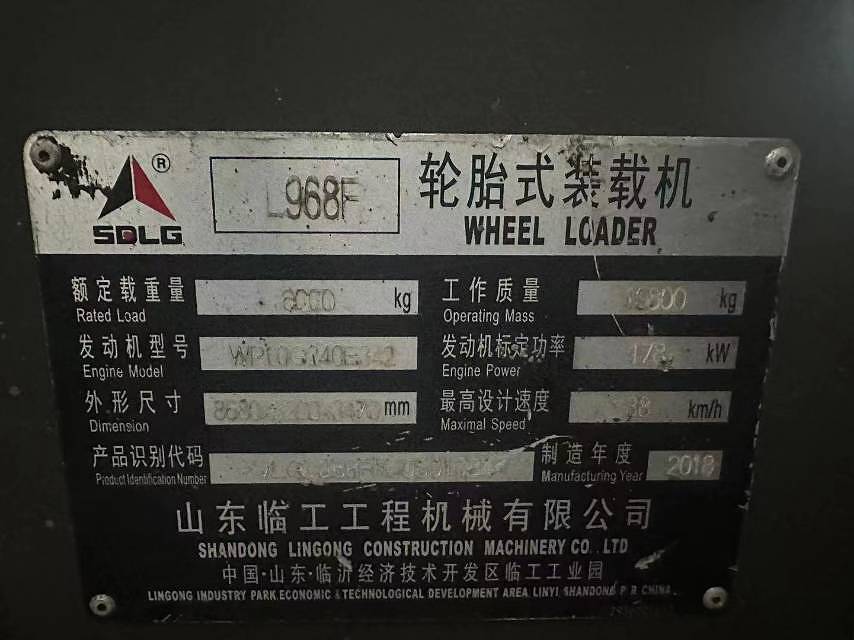 ®
SDLG
L968F
轮胎式装载机
WHEEL LOADER
额定载重量 6000 kg
Rated Load
工作质量 kg
Operating Mass
发动机型号
Engine Model
发动机标定功率 kW
Engine Power
外形尺寸 mm
Dimension
最高设计速度 38 km/h
Maximal Speed
产品识别代码
Product Identification Number
制造年度 2018
Manufacturing Year
山东临工工程机械有限公司
SHANDONG LINGONG CONSTRUCTION MACHINERY CO.,LTD
中国·山东·临沂经济技术开发区临工工业园
LINGONG INDUSTRY PARK,ECONOMIC & TECHNOLOGICAL DEVELOPMENT AREA LINYI SHANDONG P.R.CHINA